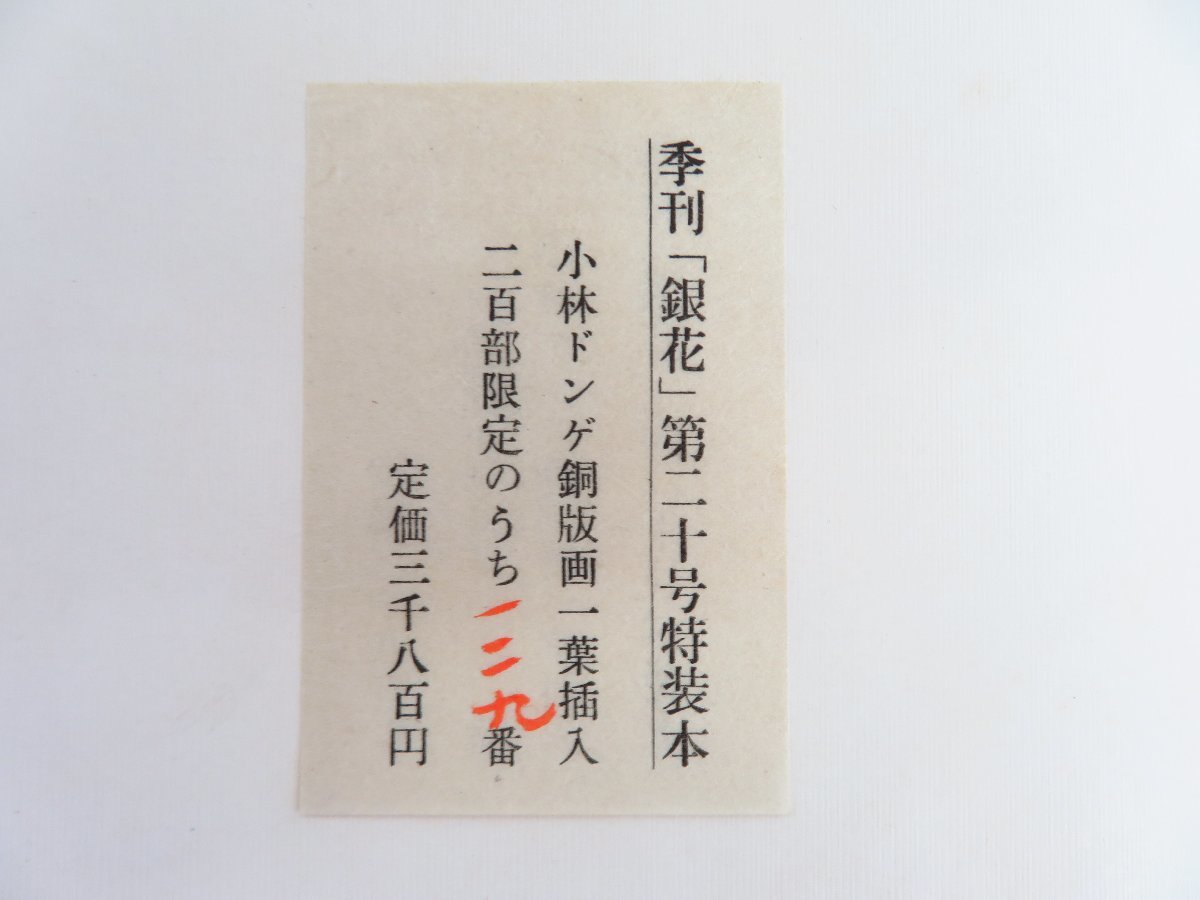 季刊「銀花」第二十号特装本
小林ドンゲ銅版画一葉插入
二百部限定のうち一二九番
定価三千八百円